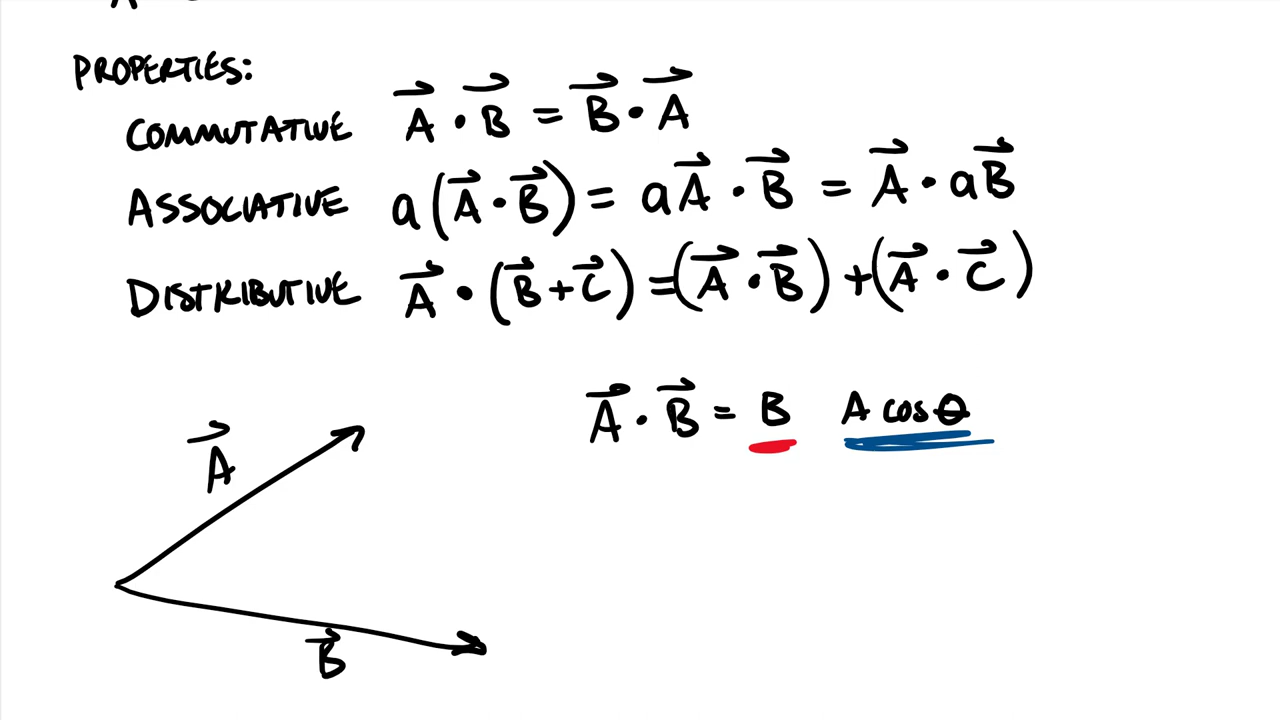 PROPERTIES:
COMMUTATIVE A⃗ · B⃗ = B⃗ · A⃗
ASSOCIATIVE a(A⃗ · B⃗) = aA⃗ · B⃗ = A⃗ · aB⃗
DISTRIBUTIVE A⃗ · (B⃗ + C⃗) = (A⃗ · B⃗) + (A⃗ · C⃗)
A⃗ · B⃗ = B A cos θ
A⃗
B⃗